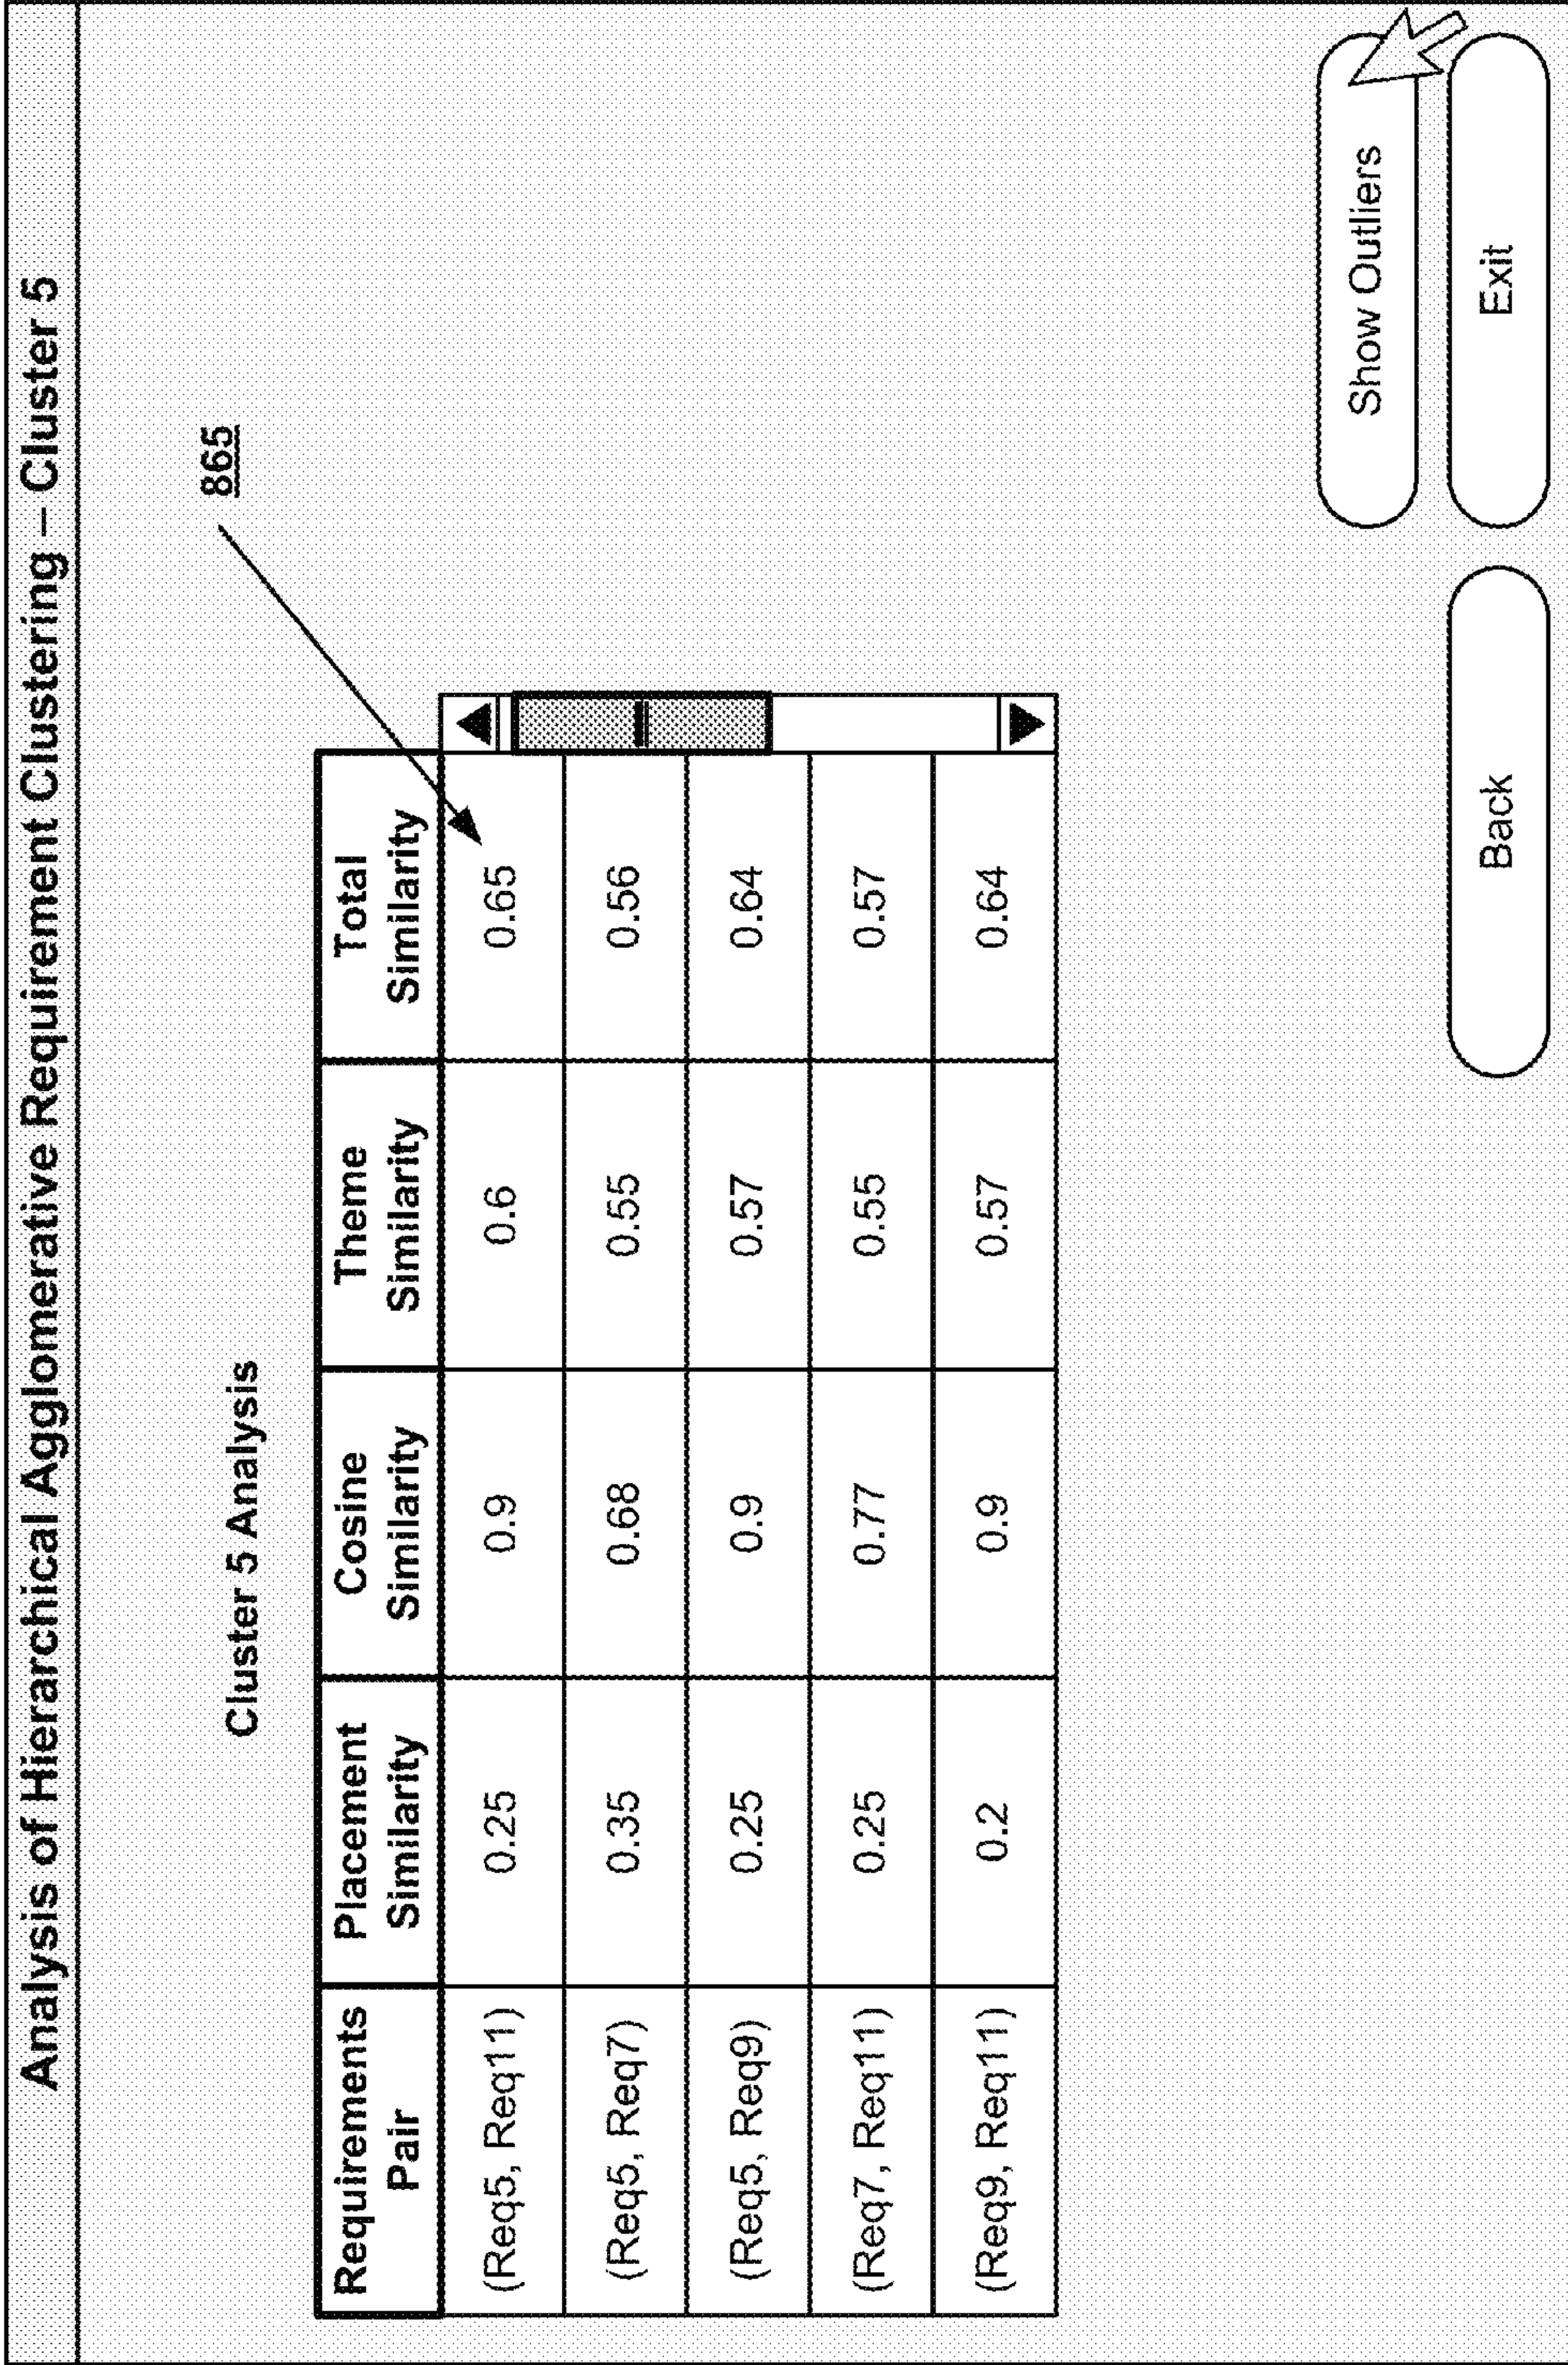 Analysis of Hierarchical Agglomerative Requirement Clustering – Cluster 5
865
Cluster 5 Analysis
Requirements Pair Placement Similarity Cosine Similarity Theme Similarity Total Similarity
(Req5, Req11) 0.25 0.9 0.6 0.65
(Req5, Req7) 0.35 0.68 0.55 0.56
(Req5, Req9) 0.25 0.9 0.57 0.64
(Req7, Req11) 0.25 0.77 0.55 0.57
(Req9, Req11) 0.2 0.9 0.57 0.64
Show Outliers
Back Exit